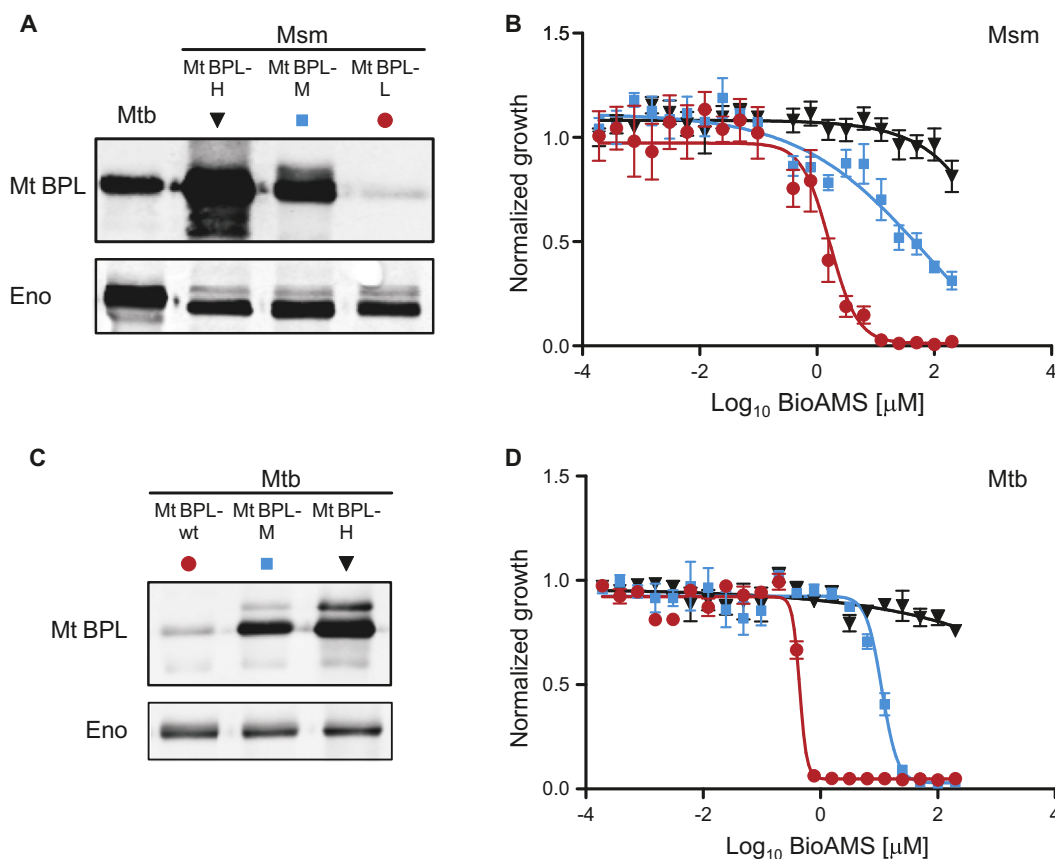 A
Msm
Mt BPL-
H
Mt BPL-
M
Mt BPL-
L
Mtb
Mt BPL
Eno
B
Msm
1.5
1.0
0.5
0.0
Normalized growth
-4
-2
0
2
4
Log10 BioAMS [μM]
C
Mtb
Mt BPL-
wt
Mt BPL-
M
Mt BPL-
H
Mt BPL
Eno
D
Mtb
1.5
1.0
0.5
0.0
Normalized growth
-4
-2
0
2
4
Log10 BioAMS [μM]